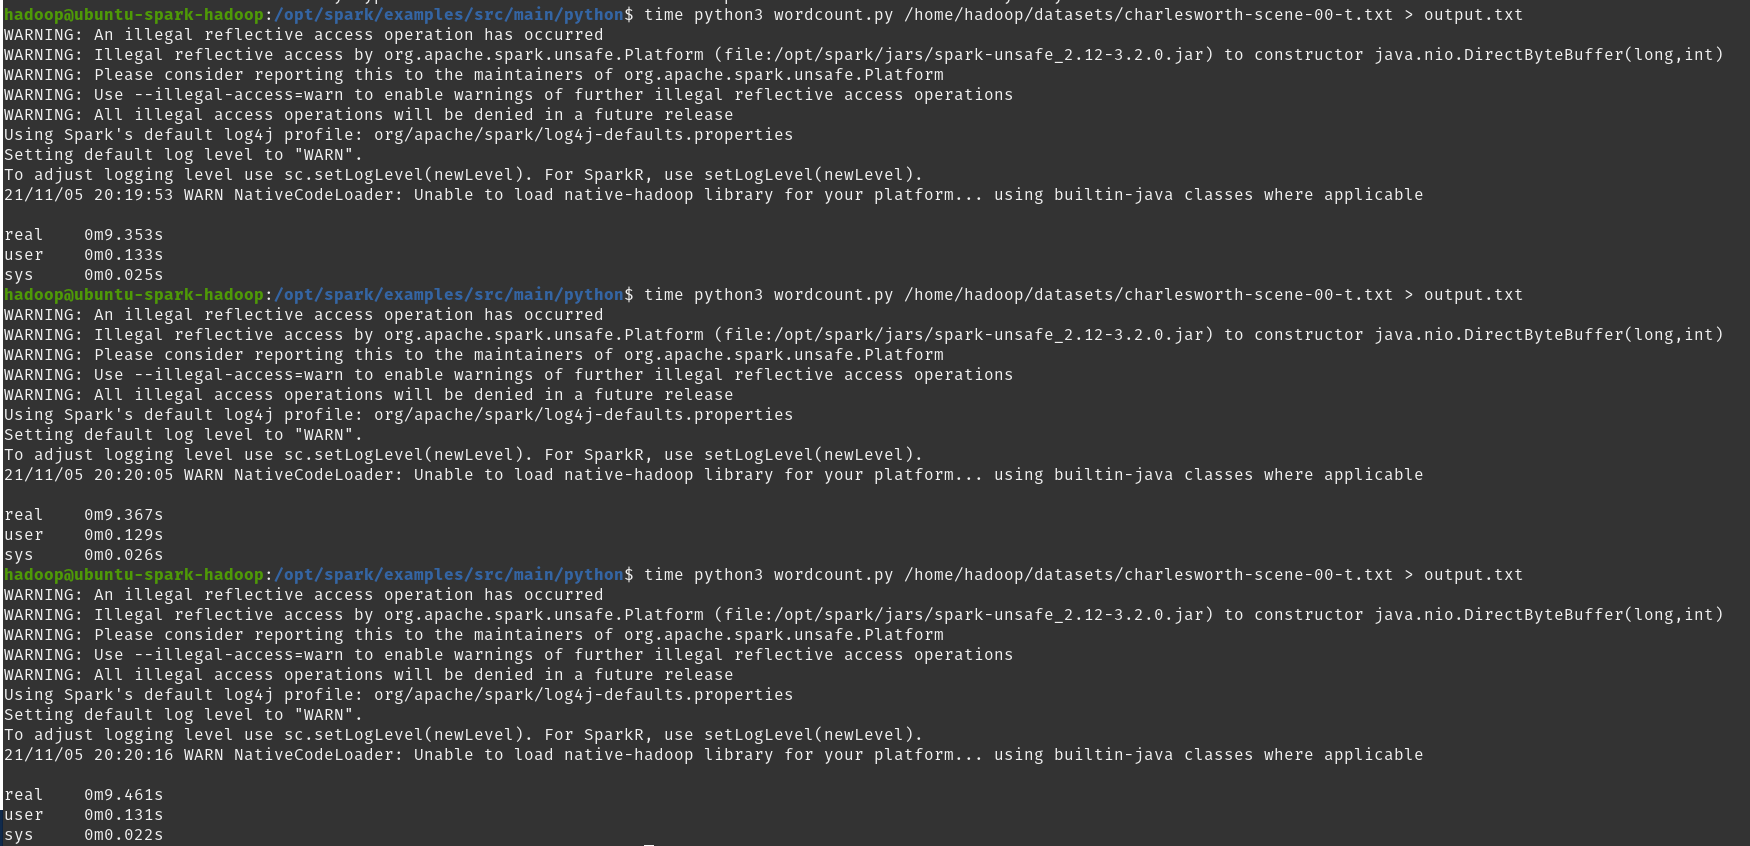 hadoop@ubuntu-spark-hadoop:/opt/spark/examples/src/main/python$ time python3 wordcount.py /home/hadoop/datasets/charlesworth-scene-00-t.txt > output.txt
WARNING: An illegal reflective access operation has occurred
WARNING: Illegal reflective access by org.apache.spark.unsafe.Platform (file:/opt/spark/jars/spark-unsafe_2.12-3.2.0.jar) to constructor java.nio.DirectByteBuffer(long,int)
WARNING: Please consider reporting this to the maintainers of org.apache.spark.unsafe.Platform
WARNING: Use --illegal-access=warn to enable warnings of further illegal reflective access operations
WARNING: All illegal access operations will be denied in a future release
Using Spark's default log4j profile: org/apache/spark/log4j-defaults.properties
Setting default log level to "WARN".
To adjust logging level use sc.setLogLevel(newLevel). For SparkR, use setLogLevel(newLevel).
21/11/05 20:19:53 WARN NativeCodeLoader: Unable to load native-hadoop library for your platform... using builtin-java classes where applicable
real    0m9.353s
user    0m0.133s
sys     0m0.025s
hadoop@ubuntu-spark-hadoop:/opt/spark/examples/src/main/python$ time python3 wordcount.py /home/hadoop/datasets/charlesworth-scene-00-t.txt > output.txt
WARNING: An illegal reflective access operation has occurred
WARNING: Illegal reflective access by org.apache.spark.unsafe.Platform (file:/opt/spark/jars/spark-unsafe_2.12-3.2.0.jar) to constructor java.nio.DirectByteBuffer(long,int)
WARNING: Please consider reporting this to the maintainers of org.apache.spark.unsafe.Platform
WARNING: Use --illegal-access=warn to enable warnings of further illegal reflective access operations
WARNING: All illegal access operations will be denied in a future release
Using Spark's default log4j profile: org/apache/spark/log4j-defaults.properties
Setting default log level to "WARN".
To adjust logging level use sc.setLogLevel(newLevel). For SparkR, use setLogLevel(newLevel).
21/11/05 20:20:05 WARN NativeCodeLoader: Unable to load native-hadoop library for your platform... using builtin-java classes where applicable
real    0m9.367s
user    0m0.129s
sys     0m0.026s
hadoop@ubuntu-spark-hadoop:/opt/spark/examples/src/main/python$ time python3 wordcount.py /home/hadoop/datasets/charlesworth-scene-00-t.txt > output.txt
WARNING: An illegal reflective access operation has occurred
WARNING: Illegal reflective access by org.apache.spark.unsafe.Platform (file:/opt/spark/jars/spark-unsafe_2.12-3.2.0.jar) to constructor java.nio.DirectByteBuffer(long,int)
WARNING: Please consider reporting this to the maintainers of org.apache.spark.unsafe.Platform
WARNING: Use --illegal-access=warn to enable warnings of further illegal reflective access operations
WARNING: All illegal access operations will be denied in a future release
Using Spark's default log4j profile: org/apache/spark/log4j-defaults.properties
Setting default log level to "WARN".
To adjust logging level use sc.setLogLevel(newLevel). For SparkR, use setLogLevel(newLevel).
21/11/05 20:20:16 WARN NativeCodeLoader: Unable to load native-hadoop library for your platform... using builtin-java classes where applicable
real    0m9.461s
user    0m0.131s
sys     0m0.022s